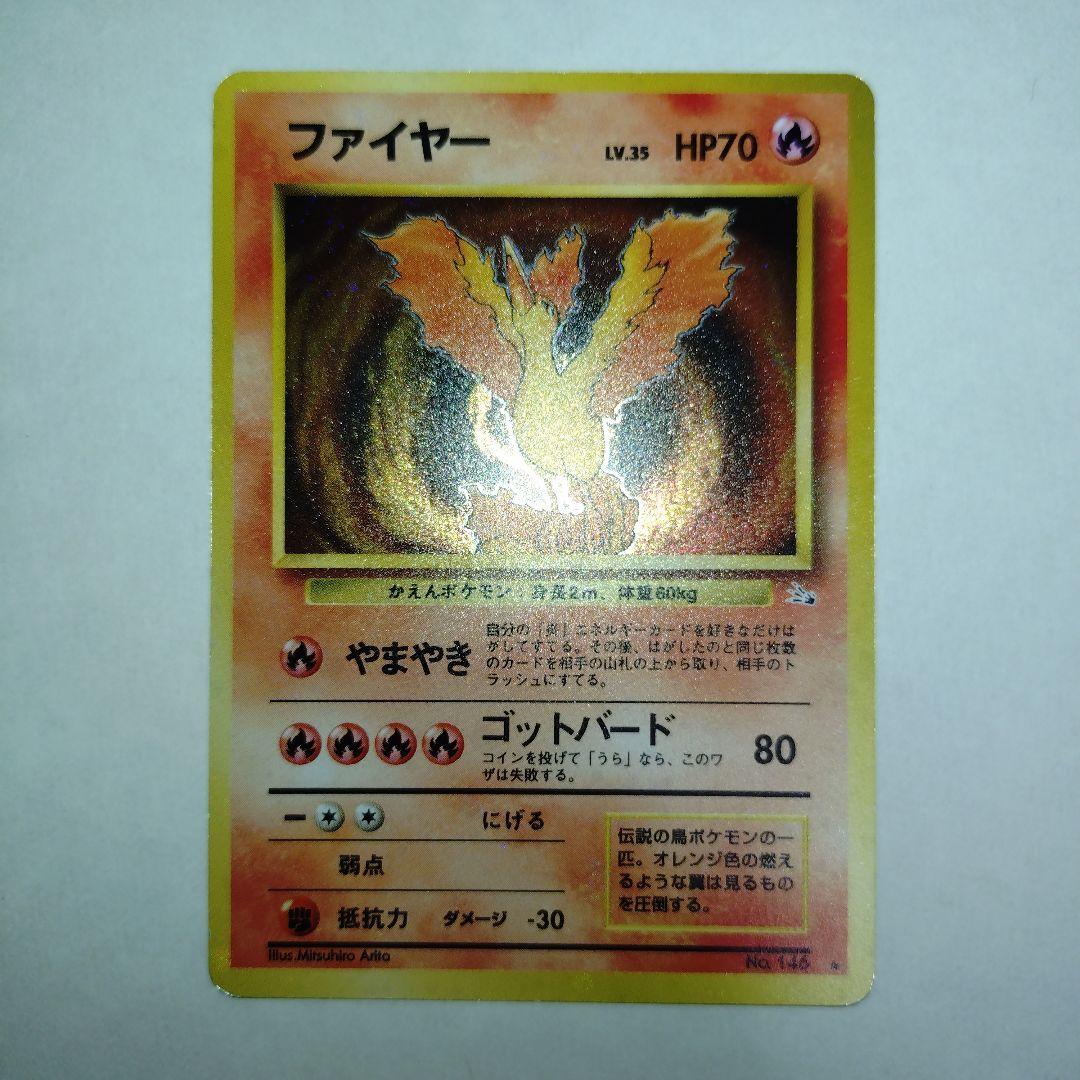 ファイヤー LV.35 HP70
かえんポケモン：身長2m、体重60kg
やまやき
自分の「炎」エネルギーカードを好きなだけは
がしてすてる。その後、はがしたのと同じ枚数
のカードを相手の山札の上から取り、相手のト
ラッシュにすてる。
ゴットバード 80
コインを投げて「うら」なら、このワ
ザは失敗する。
ー にげる
弱点
抵抗力 ダメージ -30
伝説の鳥ポケモンの一
匹。オレンジ色の燃え
るような翼は見るもの
を圧倒する。
Illus.Mitsuhiro Arita No. 146